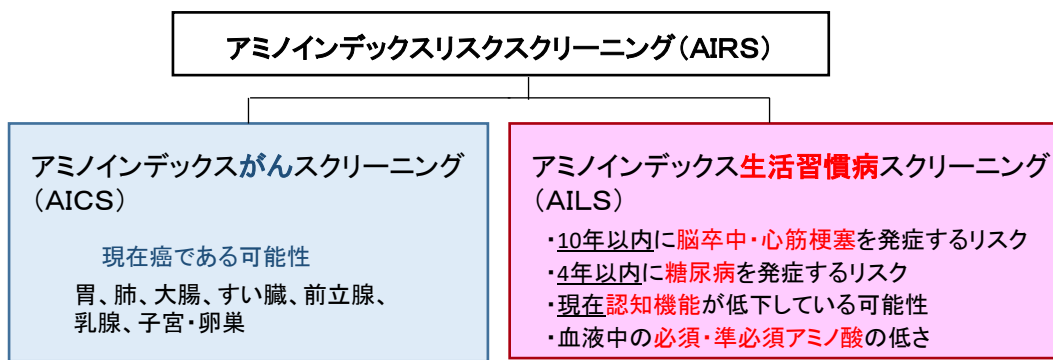 アミノインデックスリスクスクリーニング(AIRS)
アミノインデックスがんスクリーニング
(AICS)
現在癌である可能性
胃、肺、大腸、すい臓、前立腺、
乳腺、子宮・卵巣
アミノインデックス生活習慣病スクリーニング
(AILS)
・10年以内に脳卒中・心筋梗塞を発症するリスク
・4年以内に糖尿病を発症するリスク
・現在認知機能が低下している可能性
・血液中の必須・準必須アミノ酸の低さ